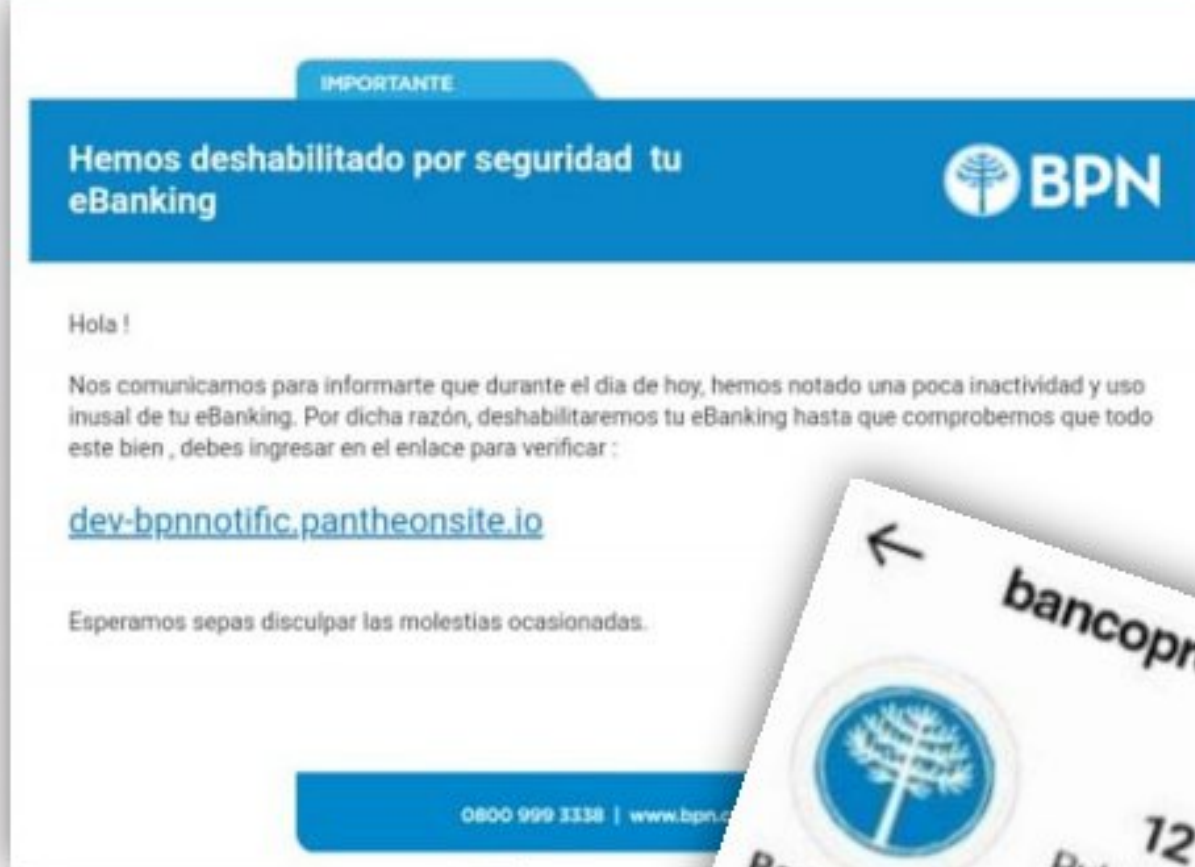 IMPORTANTE
Hemos deshabilitado por seguridad tu
eBanking
BPN
Hola !
Nos comunicamos para informarte que durante el dia de hoy, hemos notado una poca inactividad y uso
inusal de tu eBanking. Por dicha razón, deshabilitaremos tu eBanking hasta que comprobemos que todo
este bien , debes ingresar en el enlace para verificar :
dev-bpnnotific.pantheonsite.io
Esperamos sepas disculpar las molestias ocasionadas.
0800 999 3338 | www.bpn.c
bancopr
12